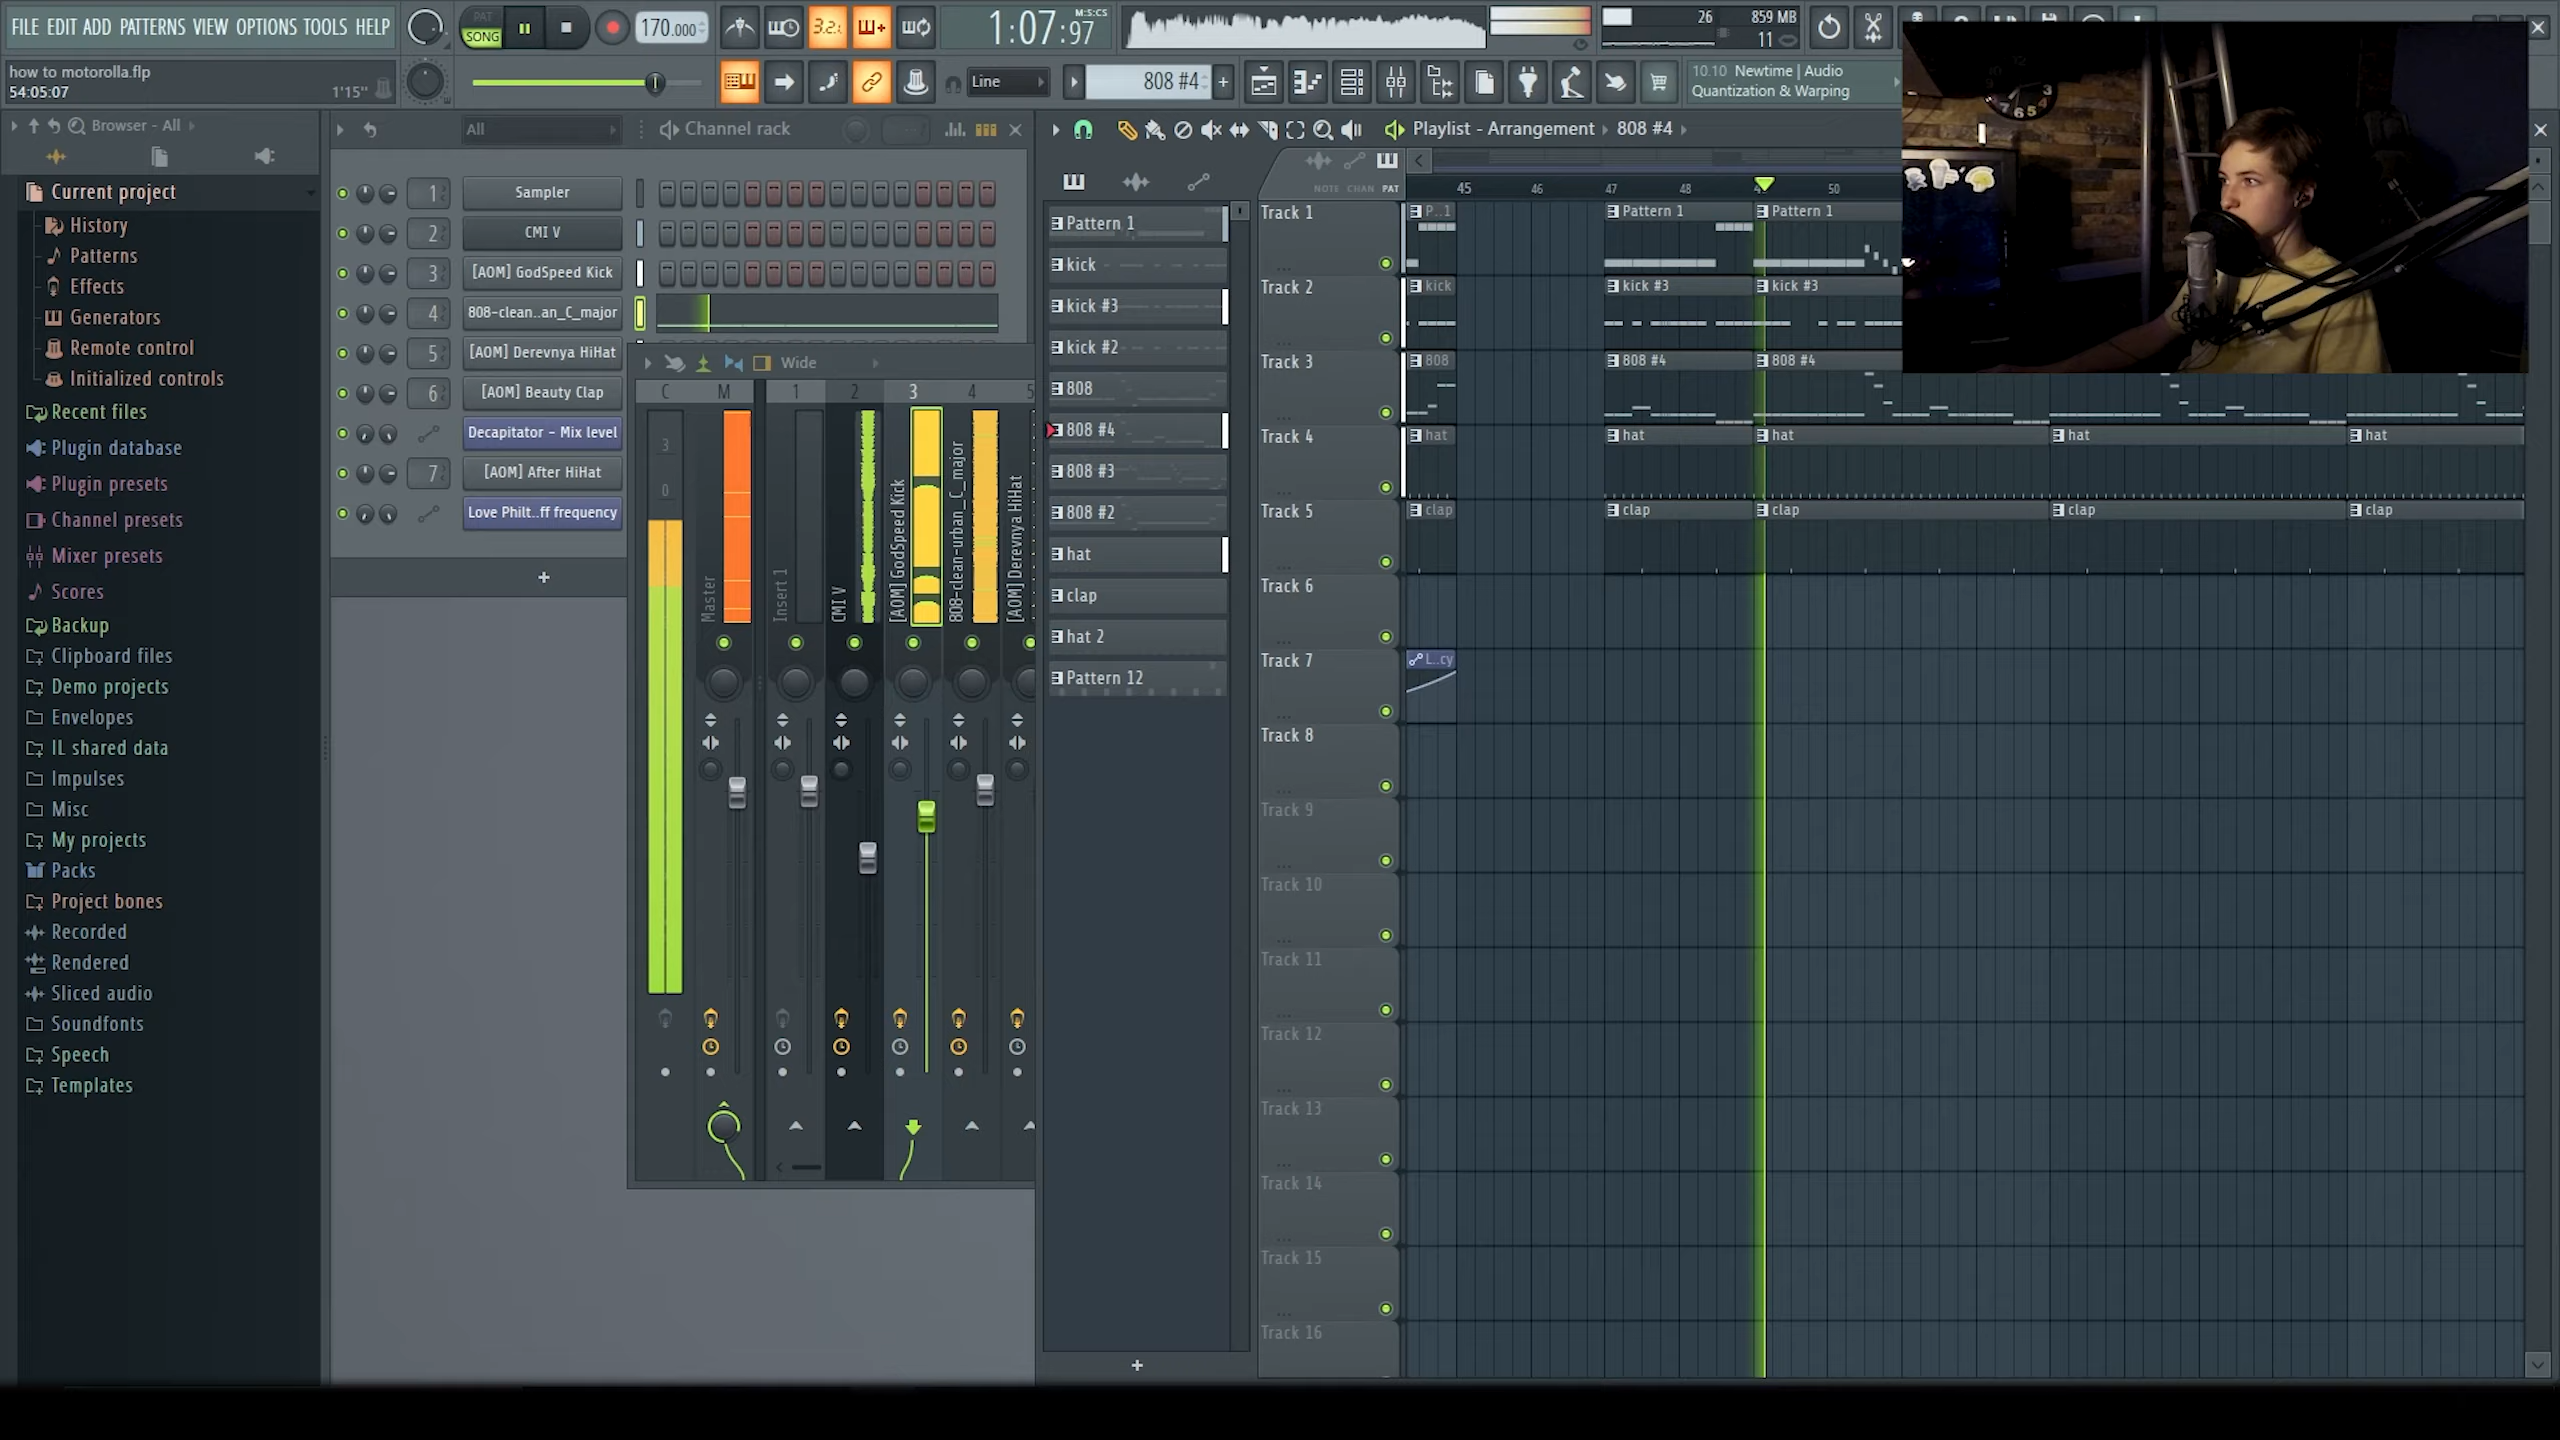 FILE EDIT ADD PATTERNS VIEW OPTIONS TOOLS HELP
PAT
SONG
170.000
3.2.
1:07:97
M:S:CS
26
859 MB
11
how to motorolla.flp
54:05:07
1'15"
Line
808 #4
10.10 Newtime | Audio
Quantization & Warping
Browser - All
All
Channel rack
Playlist - Arrangement
808 #4
NOTE CHAN PAT
45
46
47
48
50
Current project
History
Patterns
Effects
Generators
Remote control
Initialized controls
Recent files
Plugin database
Plugin presets
Channel presets
Mixer presets
Scores
Backup
Clipboard files
Demo projects
Envelopes
IL shared data
Impulses
Misc
My projects
Packs
Project bones
Recorded
Rendered
Sliced audio
Soundfonts
Speech
Templates
1
Sampler
2
CMI V
3
[AOM] GodSpeed Kick
4
808-clean..an_C_major
5
[AOM] Derevnya HiHat
6
[AOM] Beauty Clap
Decapitator - Mix level
7
[AOM] After HiHat
Love Philt..ff frequency
Wide
C
M
1
2
3
4
5
3
0
Master
Insert 1
CMI V
[AOM] GodSpeed Kick
808-clean-urban_C_major
[AOM] Derevnya HiHat
Pattern 1
kick
kick #3
kick #2
808
808 #4
808 #3
808 #2
hat
clap
hat 2
Pattern 12
Track 1
P..1
Pattern 1
Pattern 1
Track 2
kick
kick #3
kick #3
Track 3
808
808 #4
808 #4
Track 4
hat
hat
hat
hat
hat
Track 5
clap
clap
clap
clap
clap
Track 6
Track 7
L..cy
Track 8
Track 9
Track 10
Track 11
Track 12
Track 13
Track 14
Track 15
Track 16